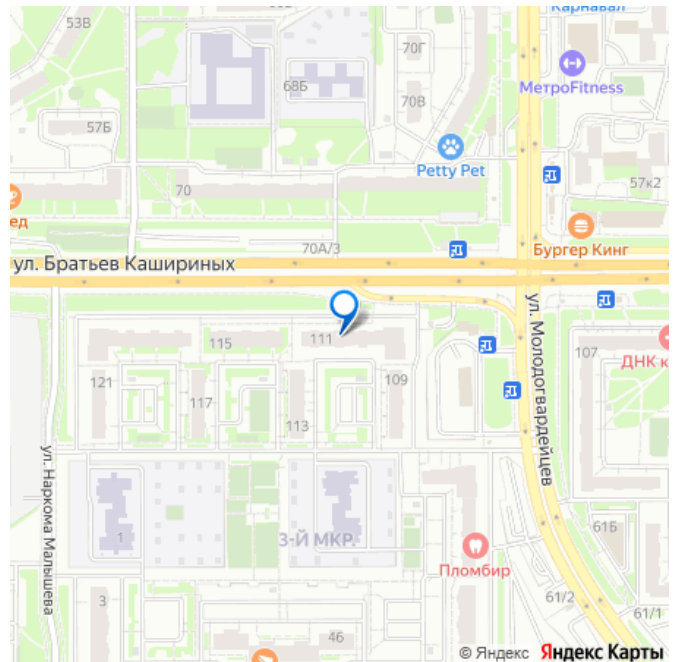 Карнавал
53В
70Г
МетроFitness
68Б
70В
57Б
Petty Pet
57к2
70
ед
Бургер Кинг
70А/3
ул. Братьев Кашириных
ул. Молодогвардейцев
111
115
107
ДНК к
121
109
117
113
ул. Наркома Малышева
61Б
1
3-Й МКР.
Пломбир
3
61/2
61/1
46
© Яндекс Яндекс Карты